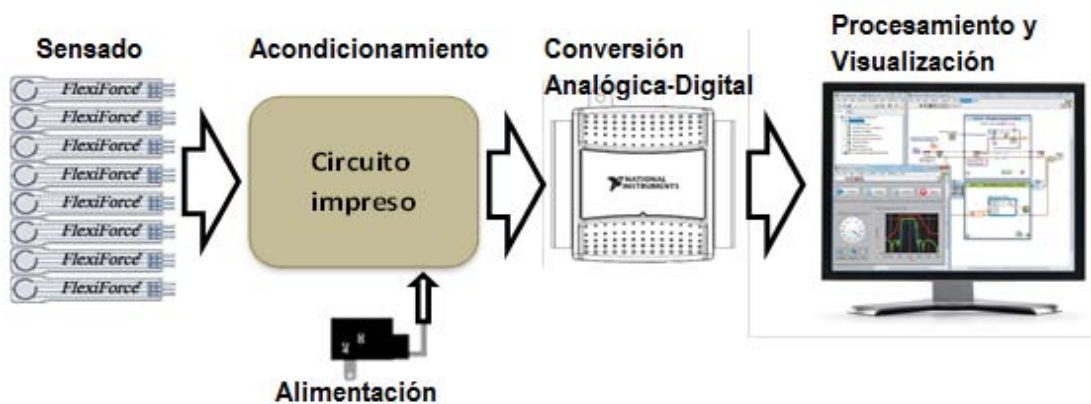 Sensado
FlexiForce
FlexiForce
FlexiForce
FlexiForce
FlexiForce
FlexiForce
FlexiForce
FlexiForce
Acondicionamiento
Circuito
impreso
Alimentación
Conversión
Analógica-Digital
NATIONAL
INSTRUMENTS
Procesamiento y
Visualización